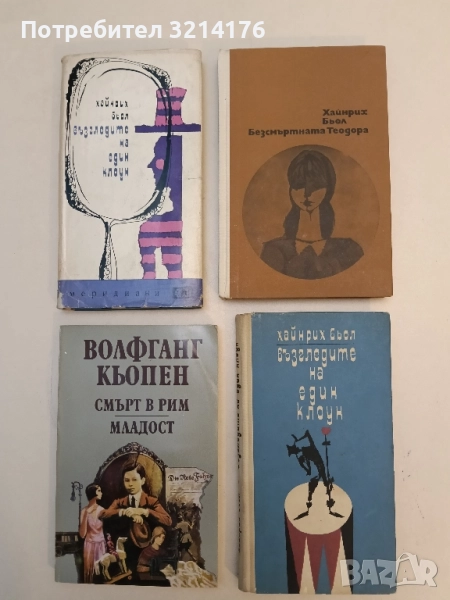 Потребител 3214176
хайнрих
бьол
възгледите
на
един
клоун
Хайнрих
Бьол
Безсмъртната Теодора
ВОЛФГАНГ
КЬОПЕН
СМЪРТ В РИМ
МЛАДОСТ
хайнрих бьол
възгледите
на
един
клоун
BAZAR